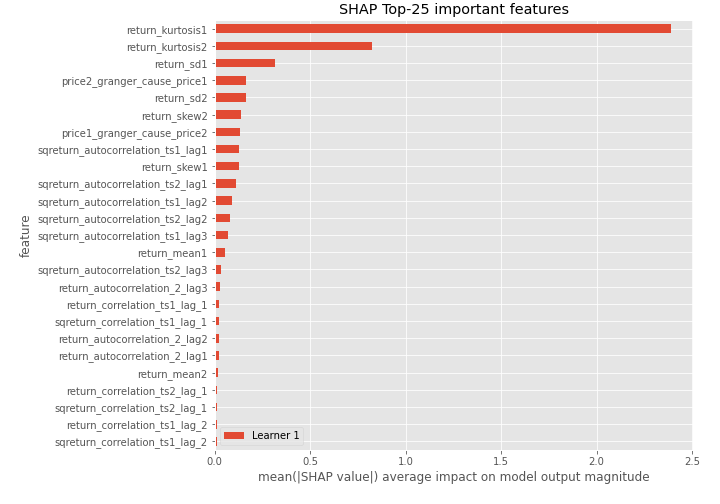 SHAP Top-25 important features
return_kurtosis1
return_kurtosis2
return_sd1
price2_granger_cause_price1
return_sd2
return_skew2
price1_granger_cause_price2
sqreturn_autocorrelation_ts1_lag1
return_skew1
sqreturn_autocorrelation_ts2_lag1
sqreturn_autocorrelation_ts1_lag2
sqreturn_autocorrelation_ts2_lag2
sqreturn_autocorrelation_ts1_lag3
return_mean1
sqreturn_autocorrelation_ts2_lag3
return_autocorrelation_2_lag3
return_correlation_ts1_lag_1
sqreturn_correlation_ts1_lag_1
return_autocorrelation_2_lag2
return_autocorrelation_2_lag1
return_mean2
return_correlation_ts2_lag_1
sqreturn_correlation_ts2_lag_1
return_correlation_ts1_lag_2
sqreturn_correlation_ts1_lag_2
feature
Learner 1
0.0 0.5 1.0 1.5 2.0 2.5
mean(|SHAP value|) average impact on model output magnitude